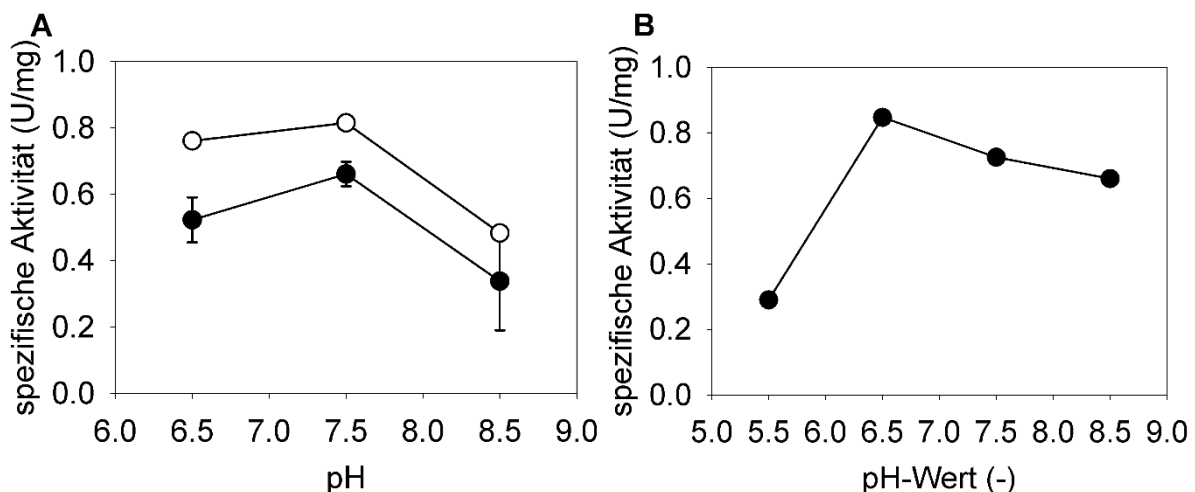 A
spezifische Aktivität (U/mg)
1.0
0.8
0.6
0.4
0.2
0.0
6.0 6.5 7.0 7.5 8.0 8.5 9.0
pH
B
spezifische Aktivität (U/mg)
1.0
0.8
0.6
0.4
0.2
0.0
5.0 5.5 6.0 6.5 7.0 7.5 8.0 8.5 9.0
pH-Wert (-)